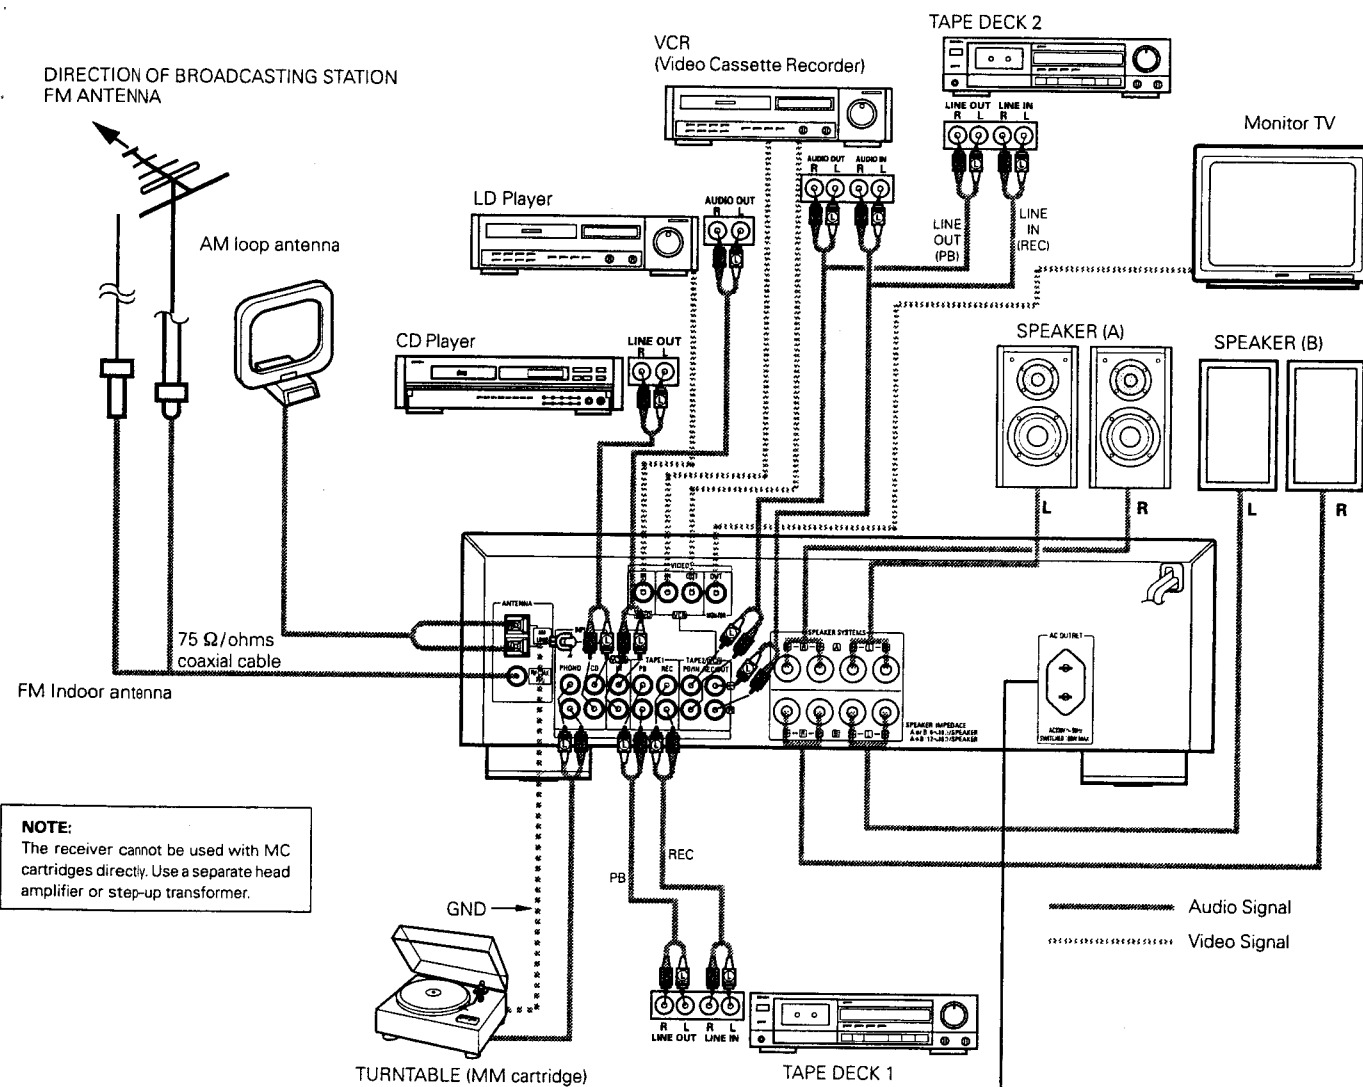 TAPE DECK 2
VCR
(Video Cassette Recorder)
DIRECTION OF BROADCASTING STATION
FM ANTENNA
LINE OUT LINE IN
R L R L
Monitor TV
AUDIO OUT AUDIO IN
R L R L
LD Player
AUDIO OUT
R L
LINE
OUT
(PB)
LINE
IN
(REC)
AM loop antenna
CD Player
LINE OUT
R L
SPEAKER (A)
SPEAKER (B)
L
R
L
R
VIDEO
OUT
ANTENNA
SPEAKER SYSTEMS
AC OUTRET
75 Ω/ohms
coaxial cable
FM Indoor antenna
PHONO CD
TAPE1
PB REC
SPEAKER IMPEDACE
NOTE:
The receiver cannot be used with MC
cartridges directly. Use a separate head
amplifier or step-up transformer.
PB
REC
GND
Audio Signal
Video Signal
R L R L
LINE OUT LINE IN
TURNTABLE (MM cartridge)
TAPE DECK 1